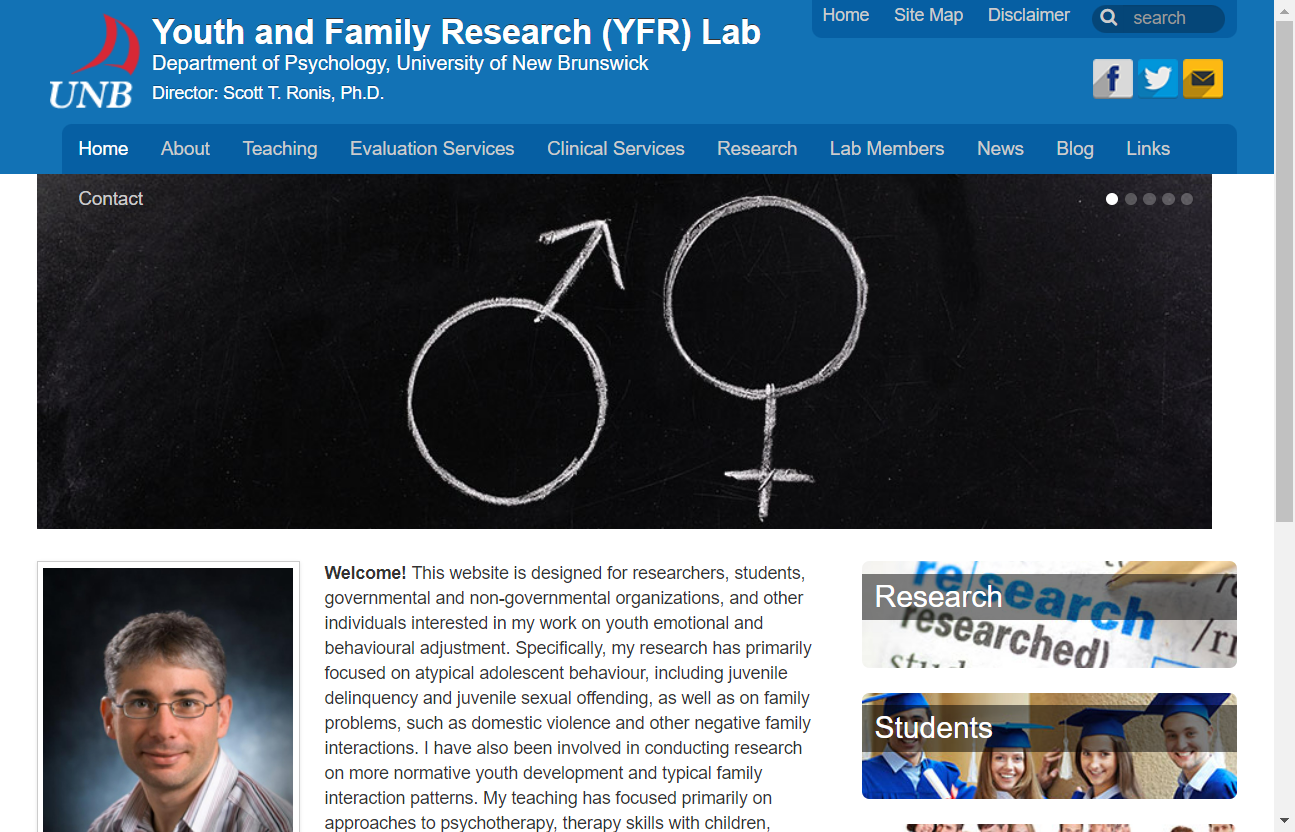 Home Site Map Disclaimer search
Youth and Family Research (YFR) Lab
Department of Psychology, University of New Brunswick
Director: Scott T. Ronis, Ph.D.
UNB
Home About Teaching Evaluation Services Clinical Services Research Lab Members News Blog Links
Contact
Welcome! This website is designed for researchers, students,
governmental and non-governmental organizations, and other
individuals interested in my work on youth emotional and
behavioural adjustment. Specifically, my research has primarily
focused on atypical adolescent behaviour, including juvenile
delinquency and juvenile sexual offending, as well as on family
problems, such as domestic violence and other negative family
interactions. I have also been involved in conducting research
on more normative youth development and typical family
interaction patterns. My teaching has focused primarily on
approaches to psychotherapy, therapy skills with children,
re|search
Research
researched)
Students